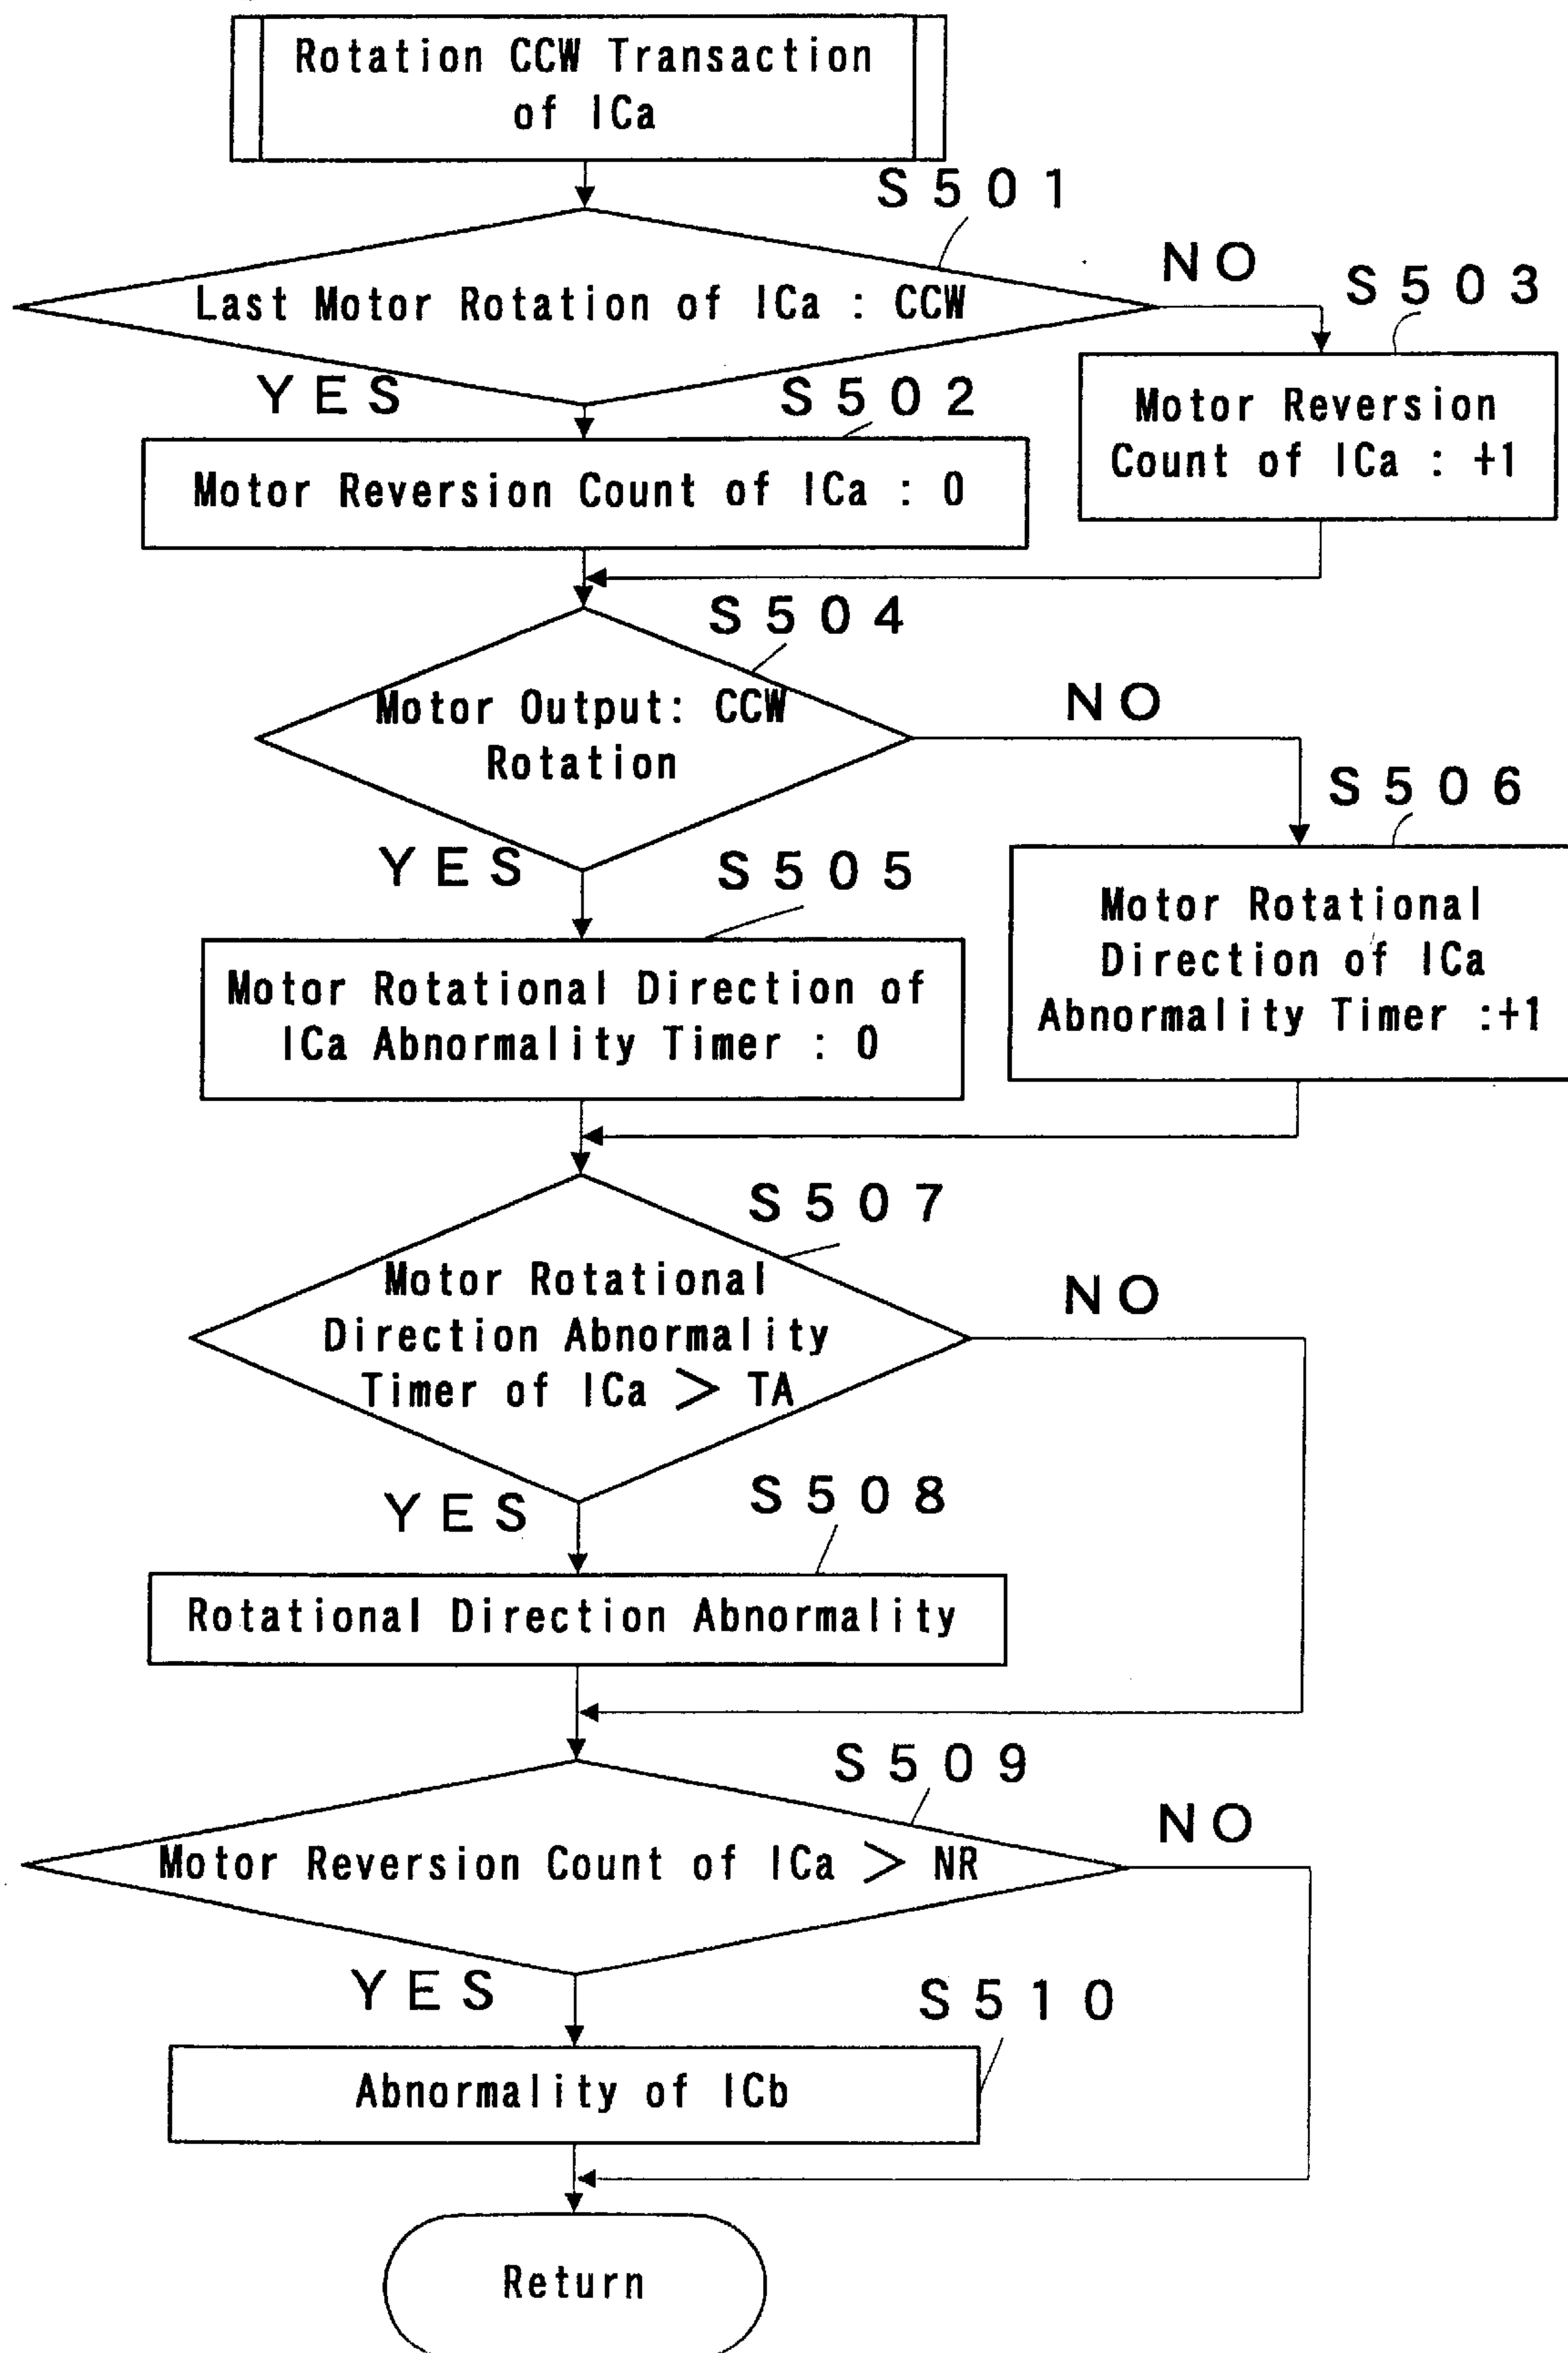 Rotation CCW Transaction
of ICa
S501
Last Motor Rotation of ICa : CCW
NO
S503
YES
S502
Motor Reversion
Count of ICa : +1
Motor Reversion Count of ICa : 0
S504
Motor Output: CCW
Rotation
NO
S506
YES
S505
Motor Rotational
Direction of ICa
Abnormality Timer :+1
Motor Rotational Direction of
ICa Abnormality Timer : 0
S507
Motor Rotational
Direction Abnormality
Timer of ICa > TA
NO
YES
S508
Rotational Direction Abnormality
S509
Motor Reversion Count of ICa > NR
NO
YES
S510
Abnormality of ICb
Return